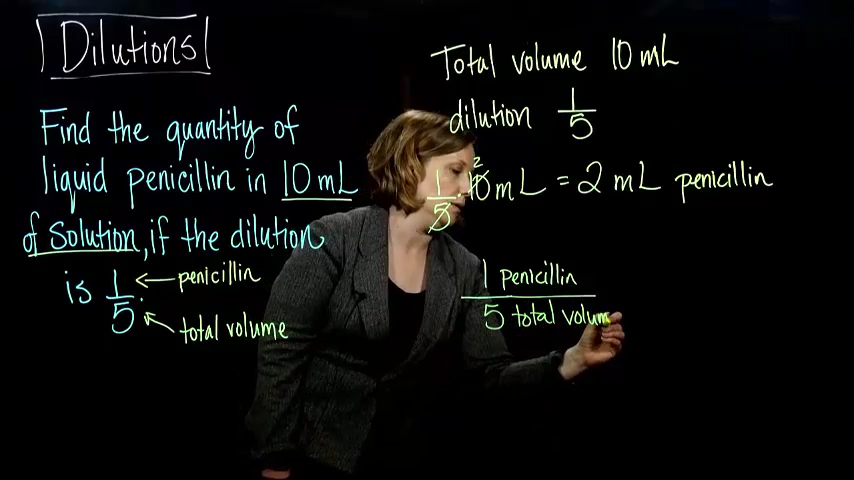 Dilutions
Find the quantity of
liquid penicillin in 10 mL
of Solution, if the dilution
is 1/5.
penicillin
total volume
Total volume 10 mL
dilution 1/5
1/5 · 10 mL = 2 mL penicillin
2
1 penicillin
5 total volum